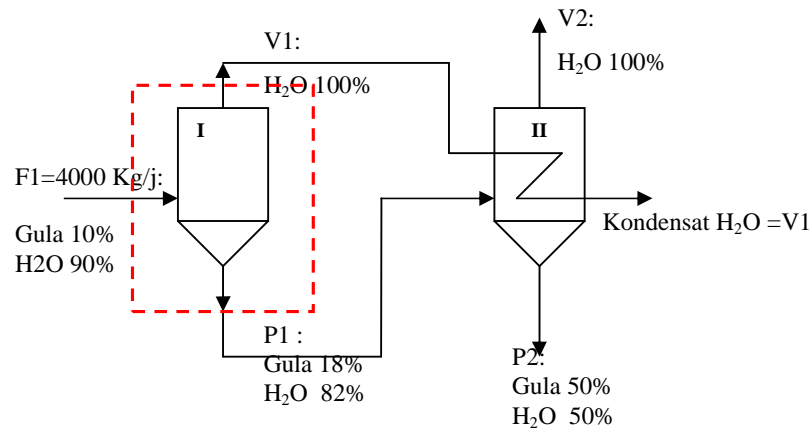 V1:
H₂O 100%
V2:
H₂O 100%
I
II
F1=4000 Kg/j:
Gula 10%
H2O 90%
Kondensat H₂O =V1
P1 :
Gula 18%
H₂O 82%
P2:
Gula 50%
H₂O 50%